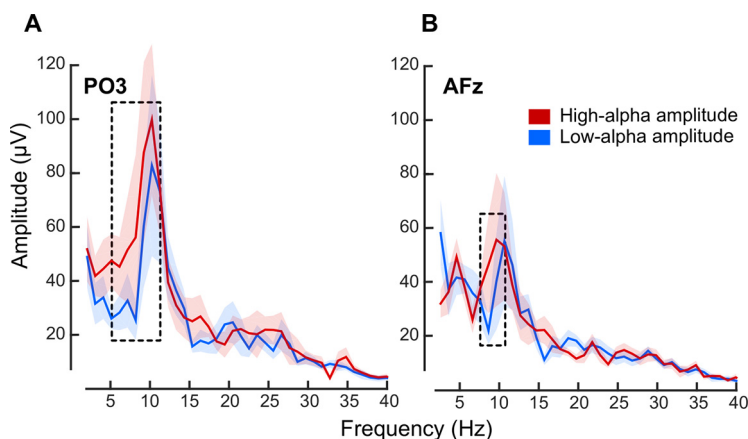 A
B
120
100
80
60
40
20
PO3
Amplitude (µV)
5 10 15 20 25 30 35 40
120
100
80
60
40
20
AFz
High-alpha amplitude
Low-alpha amplitude
5 10 15 20 25 30 35 40
Frequency (Hz)